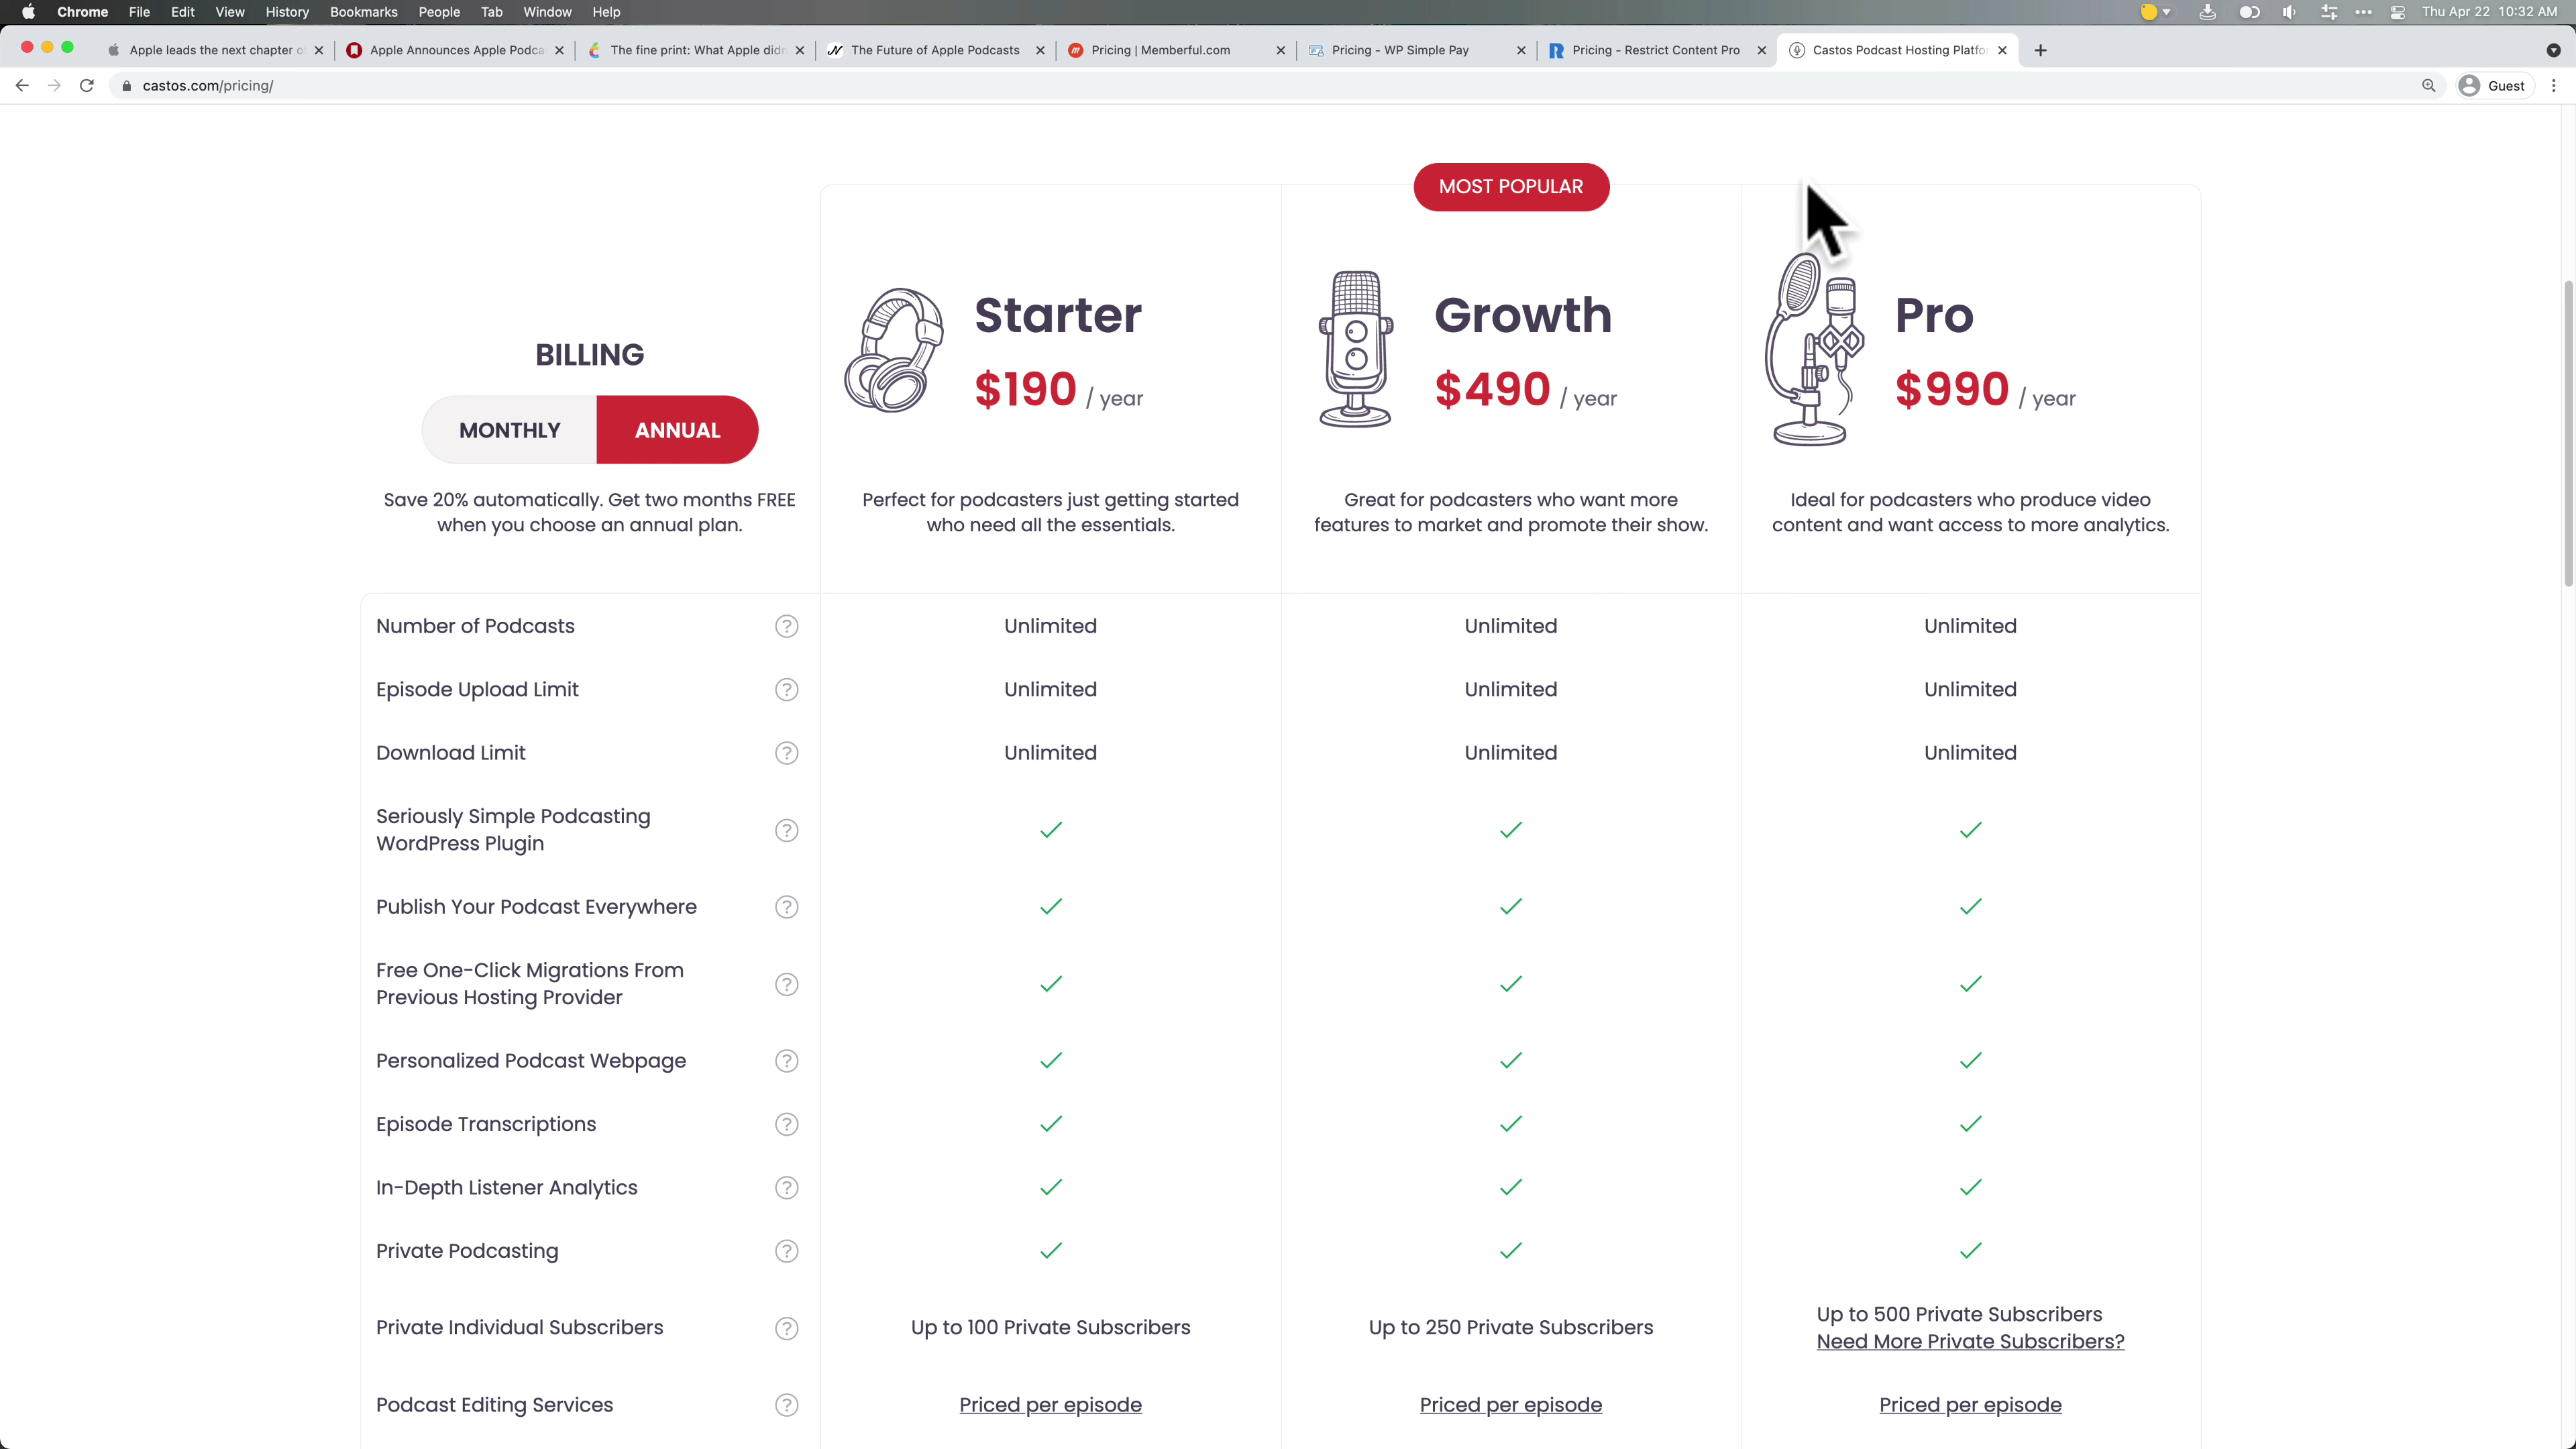 Chrome File Edit View History Bookmarks People Tab Window Help
Thu Apr 22 10:32 AM
Apple leads the next chapter o
Apple Announces Apple Podca
The fine print: What Apple didn
The Future of Apple Podcasts
Pricing | Memberful.com
Pricing - WP Simple Pay
Pricing - Restrict Content Pro
Castos Podcast Hosting Platfo
castos.com/pricing/
Guest
MOST POPULAR
BILLING
MONTHLY ANNUAL
Save 20% automatically. Get two months FREE
when you choose an annual plan.
Starter
$190 / year
Perfect for podcasters just getting started
who need all the essentials.
Growth
$490 / year
Great for podcasters who want more
features to market and promote their show.
Pro
$990 / year
Ideal for podcasters who produce video
content and want access to more analytics.
Number of Podcasts ? Unlimited Unlimited Unlimited
Episode Upload Limit ? Unlimited Unlimited Unlimited
Download Limit ? Unlimited Unlimited Unlimited
Seriously Simple Podcasting
WordPress Plugin ?
Publish Your Podcast Everywhere ?
Free One-Click Migrations From
Previous Hosting Provider ?
Personalized Podcast Webpage ?
Episode Transcriptions ?
In-Depth Listener Analytics ?
Private Podcasting ?
Private Individual Subscribers ? Up to 100 Private Subscribers Up to 250 Private Subscribers Up to 500 Private Subscribers
Need More Private Subscribers?
Podcast Editing Services ? Priced per episode Priced per episode Priced per episode